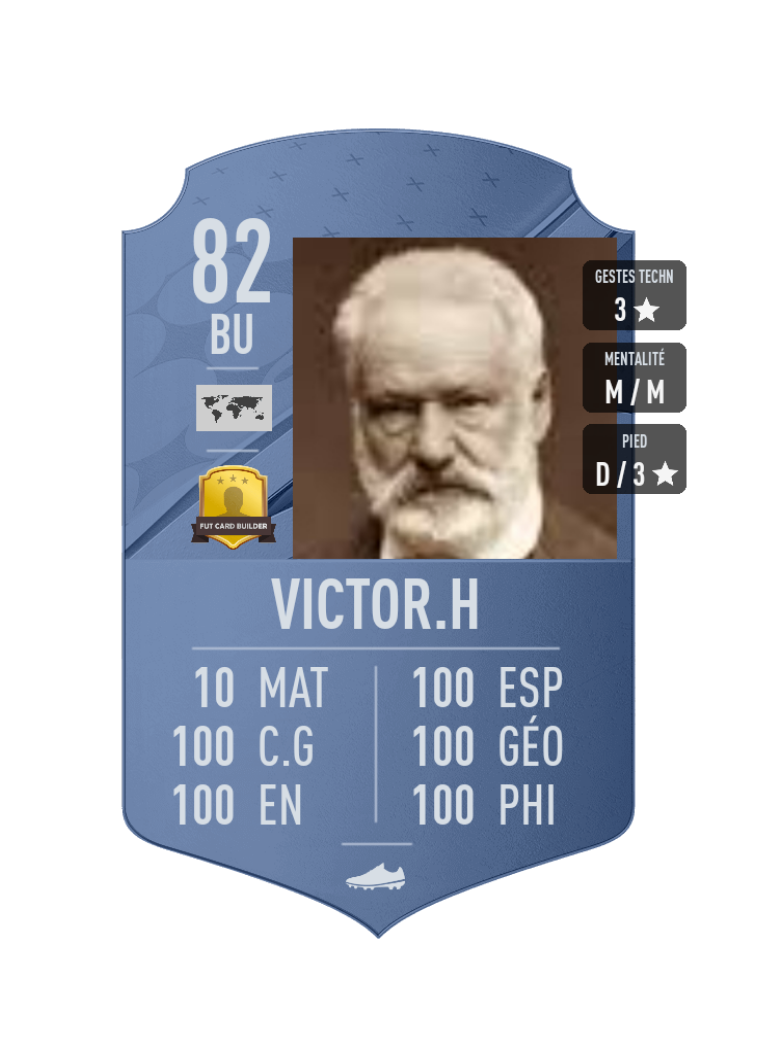 82
BU
GESTES TECHN
3 ★
MENTALITÉ
M / M
PIED
D / 3 ★
FUT CARD BUILDER
VICTOR.H
10 MAT
100 C.G
100 EN
100 ESP
100 GÉO
100 PHI